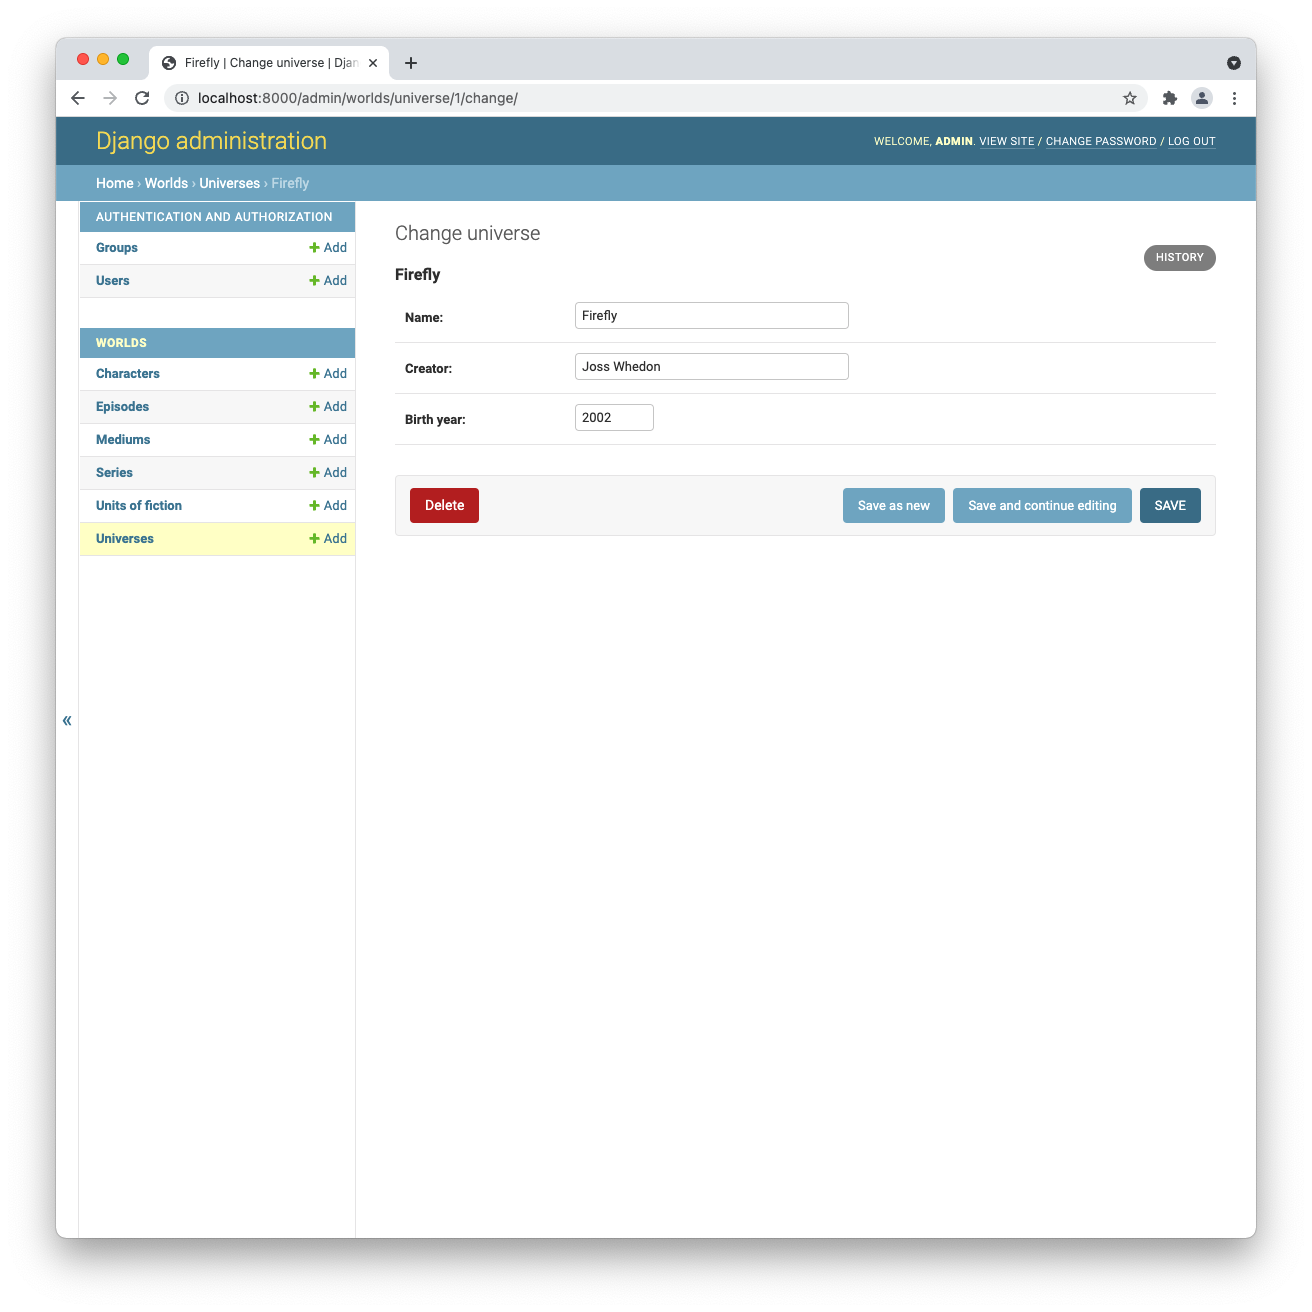 Firefly | Change universe | Djan
localhost:8000/admin/worlds/universe/1/change/
Django administration
WELCOME, ADMIN. VIEW SITE / CHANGE PASSWORD / LOG OUT
Home › Worlds › Universes › Firefly
AUTHENTICATION AND AUTHORIZATION
Groups + Add
Users + Add
WORLDS
Characters + Add
Episodes + Add
Mediums + Add
Series + Add
Units of fiction + Add
Universes + Add
«
Change universe
HISTORY
Firefly
Name: Firefly
Creator: Joss Whedon
Birth year: 2002
Delete Save as new Save and continue editing SAVE